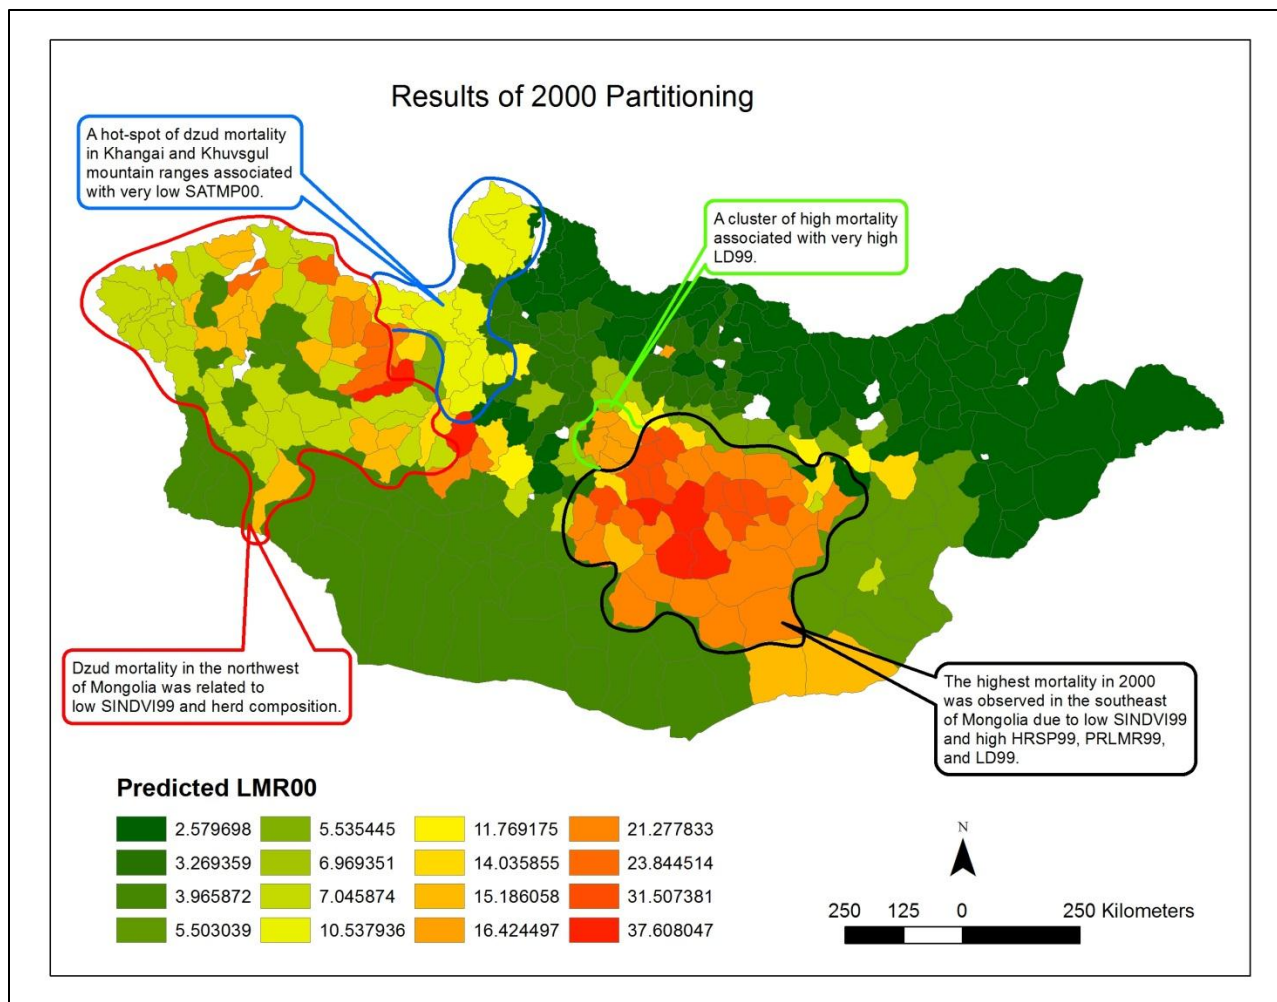 Results of 2000 Partitioning
A hot-spot of dzud mortality
in Khangai and Khuvsgul
mountain ranges associated
with very low SATMP00.
A cluster of high mortality
associated with very high
LD99.
Dzud mortality in the northwest
of Mongolia was related to
low SINDVI99 and herd composition.
The highest mortality in 2000
was observed in the southeast
of Mongolia due to low SINDVI99
and high HRSP99, PRLMR99,
and LD99.
Predicted LMR00
2.579698 5.535445 11.769175 21.277833
3.269359 6.969351 14.035855 23.844514
3.965872 7.045874 15.186058 31.507381
5.503039 10.537936 16.424497 37.608047
N
250 125 0 250 Kilometers